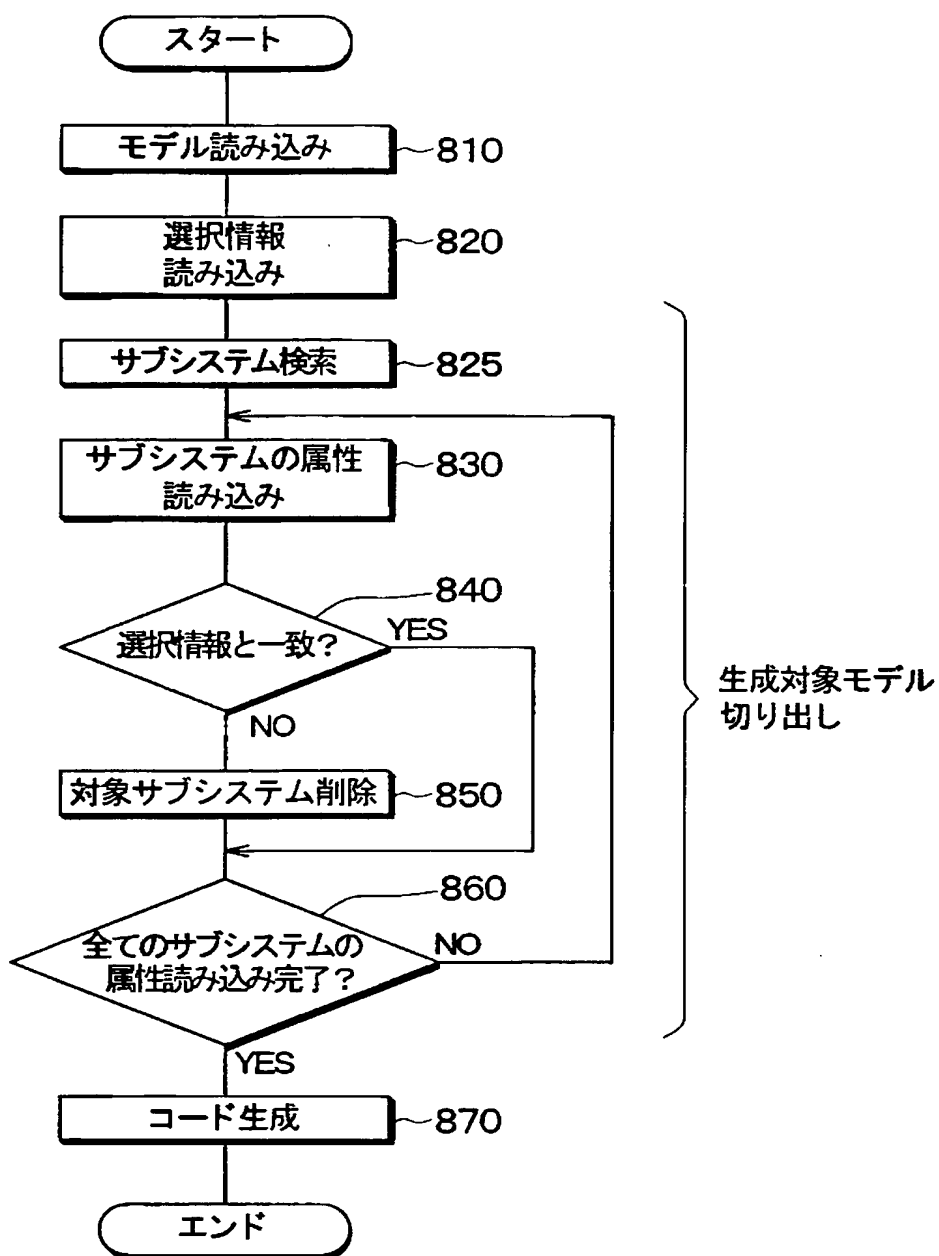 スタート
モデル読み込み
810
選択情報
読み込み
820
サブシステム検索
825
サブシステムの属性
読み込み
830
840
選択情報と一致?
YES
NO
対象サブシステム削除
850
860
全てのサブシステムの
属性読み込み完了?
NO
YES
コード生成
870
エンド
生成対象モデル
切り出し